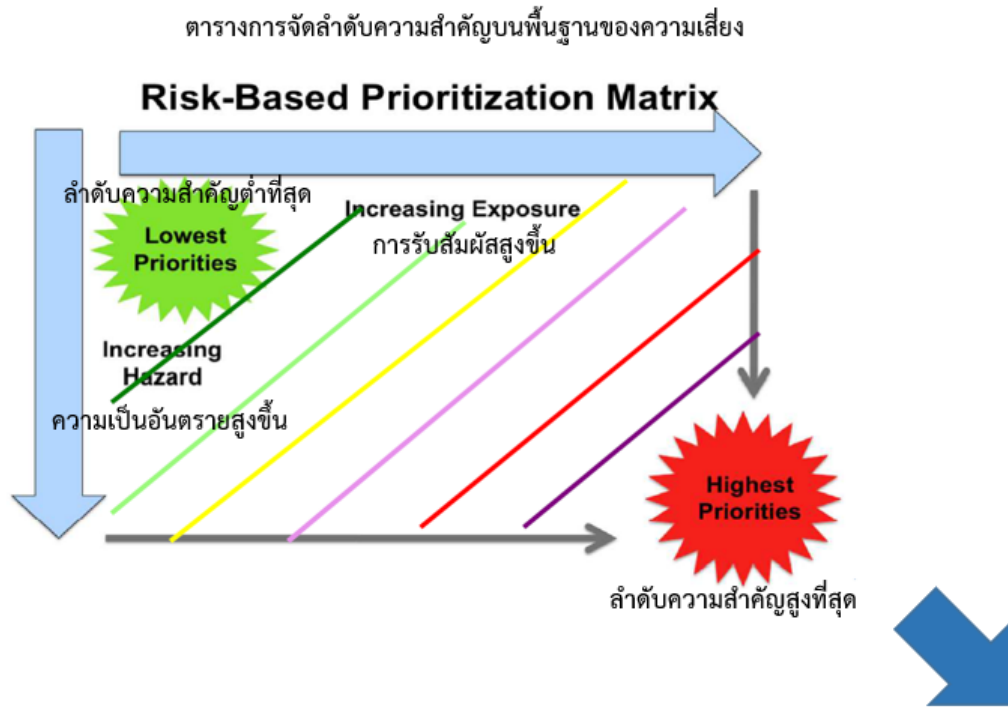 ตารางการจัดลำดับความสำคัญบนพื้นฐานของความเสี่ยง
Risk-Based Prioritization Matrix
ลำดับความสำคัญต่ำที่สุด
Lowest
Priorities
Increasing Exposure
การรับสัมผัสสูงขึ้น
Increasing
Hazard
ความเป็นอันตรายสูงขึ้น
Highest
Priorities
ลำดับความสำคัญสูงที่สุด